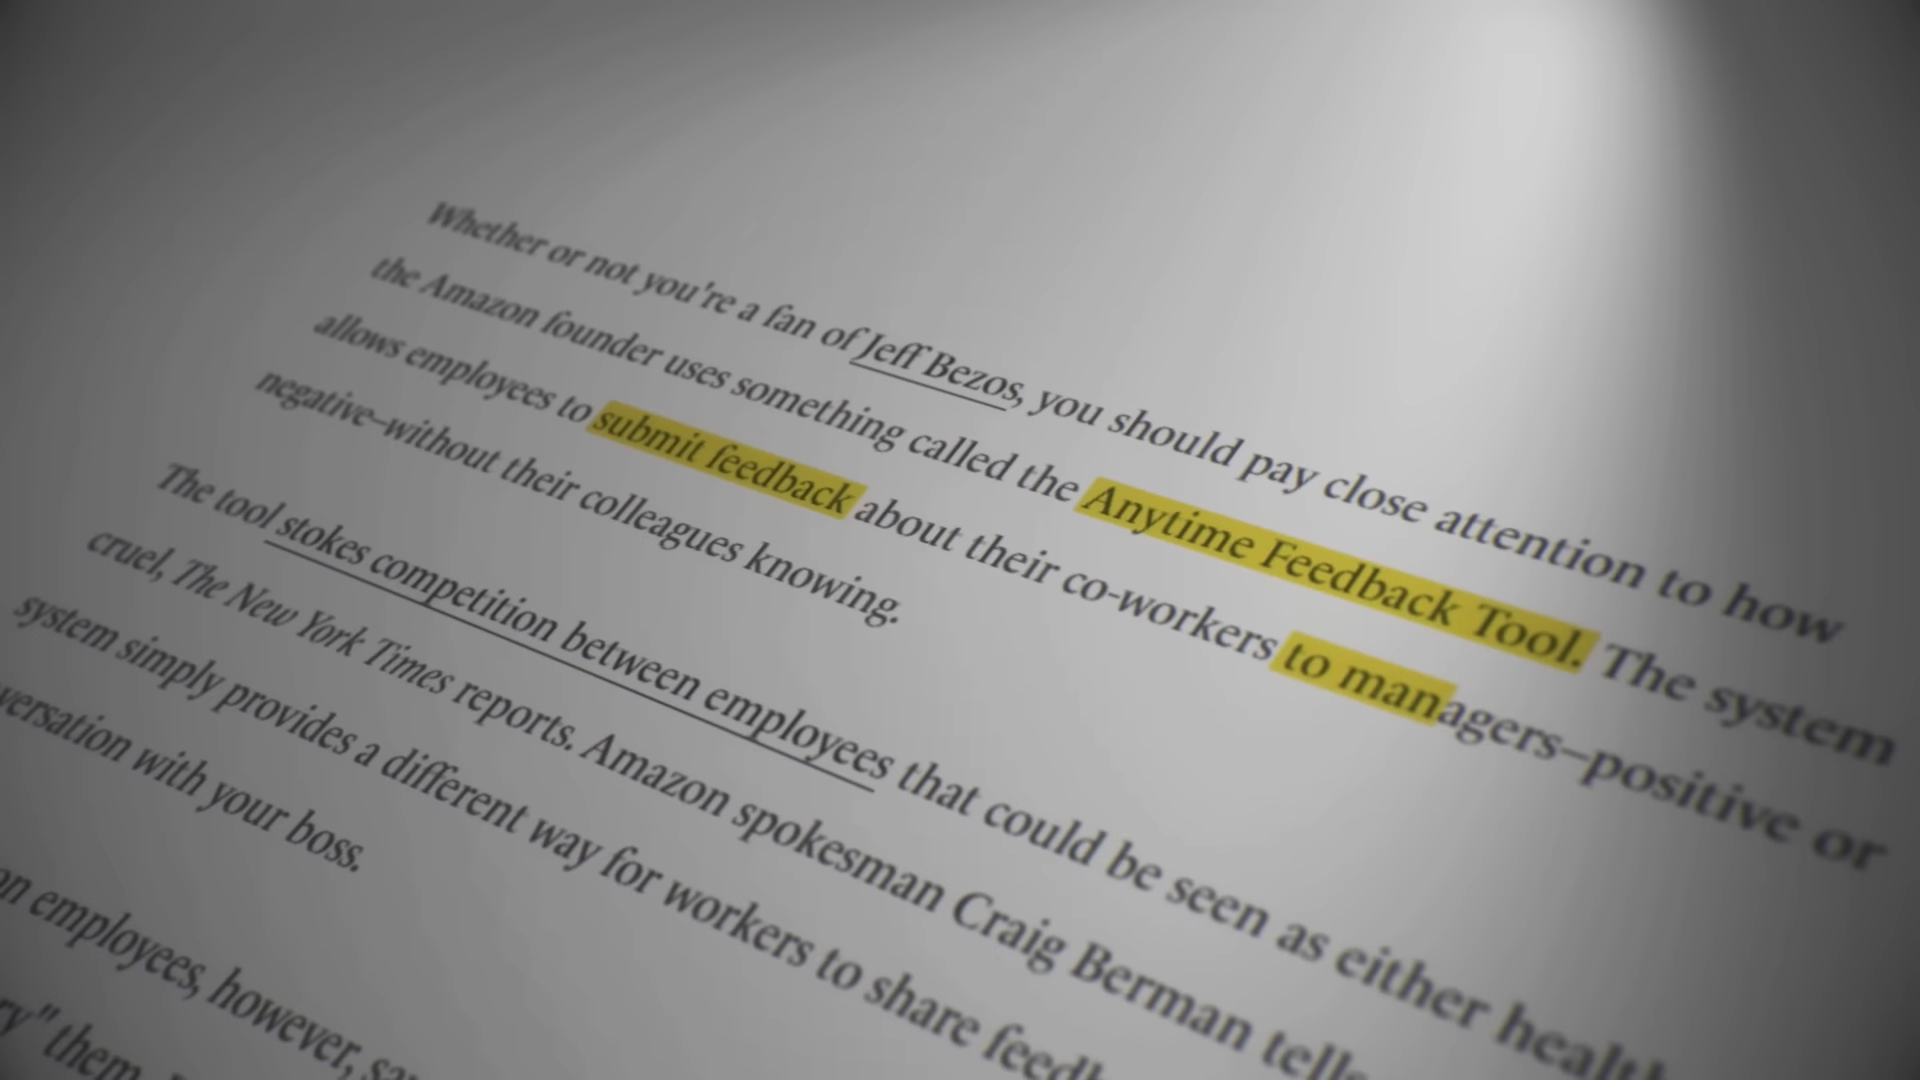 Whether or not you're a fan of Jeff Bezos, you should pay close attention to how
the Amazon founder uses something called the Anytime Feedback Tool. The system
allows employees to submit feedback about their co-workers to managers–positive or
negative–without their colleagues knowing.
The tool stokes competition between employees that could be seen as either
cruel, The New York Times reports. Amazon spokesman Craig Berman tells
system simply provides a different way for workers to share
with your boss.
employees, however,
them.